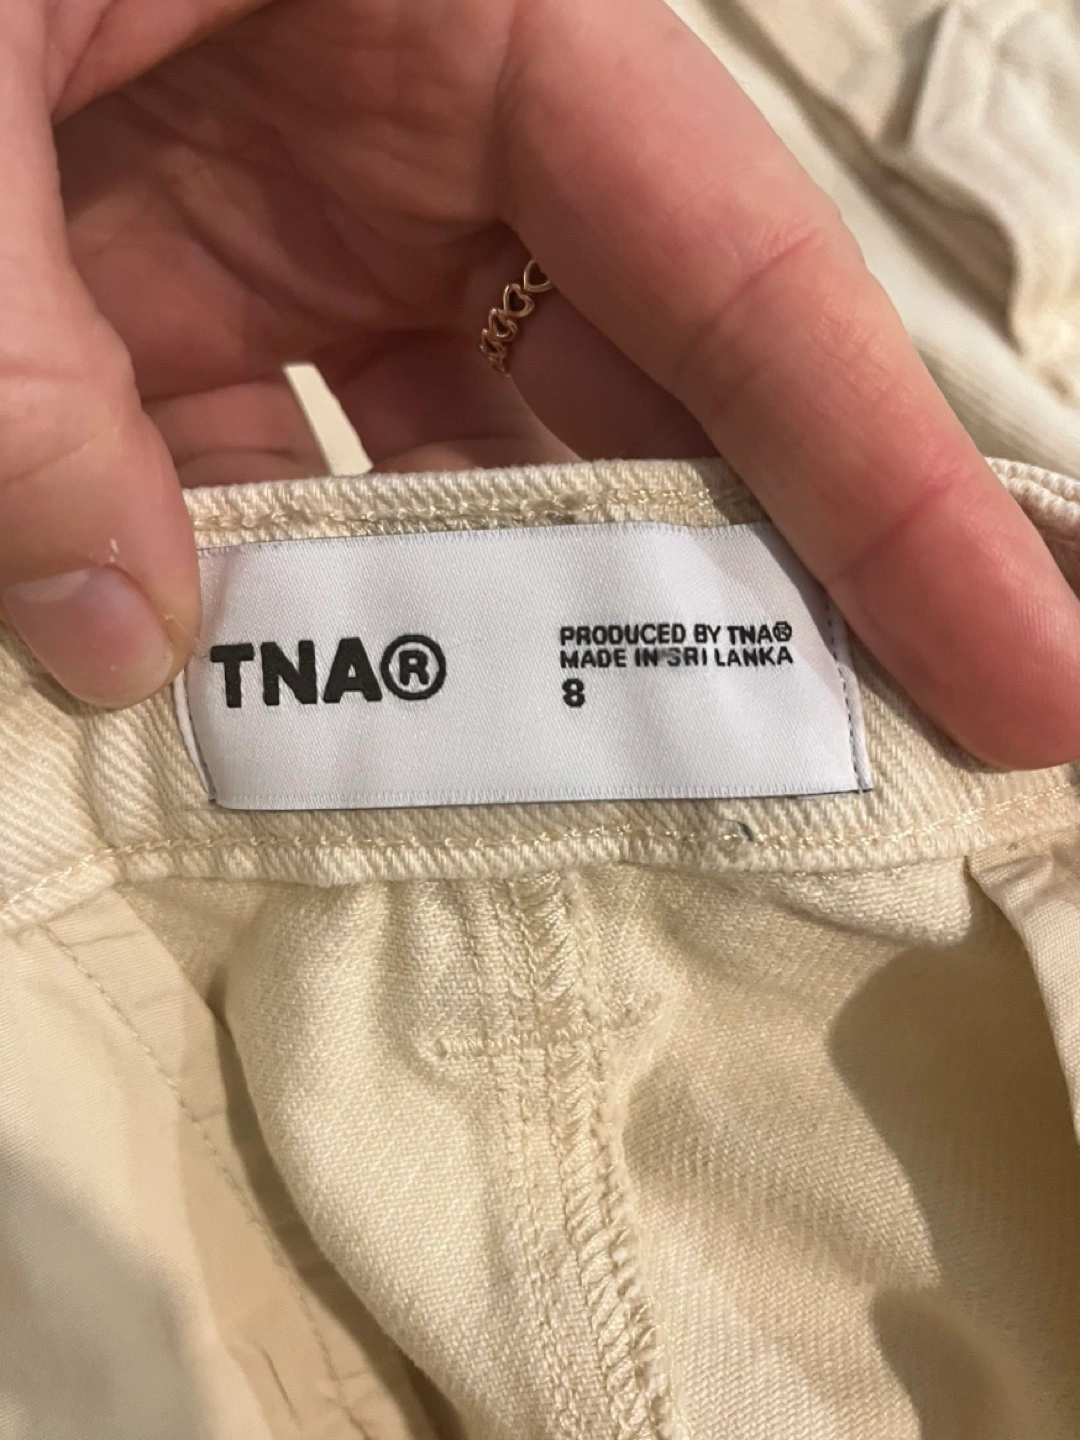 TNA®
PRODUCED BY TNA®
MADE IN SRI LANKA
8